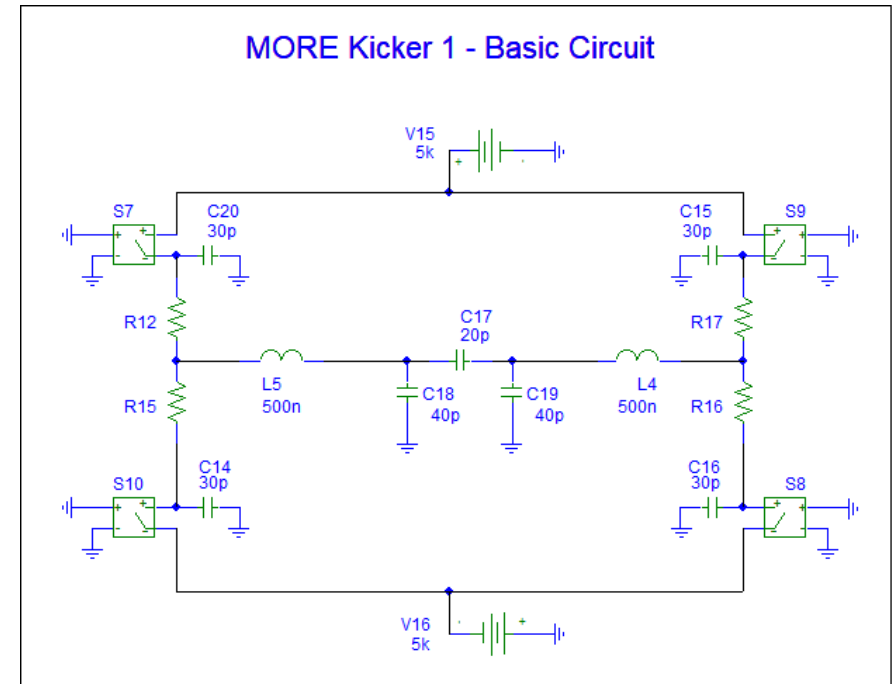 MORE Kicker 1 - Basic Circuit
V15
5k
S7
C20
30p
C15
30p
S9
R12
C17
20p
R17
L5
500n
C18
40p
C19
40p
L4
500n
R15
R16
S10
C14
30p
C16
30p
S8
V16
5k